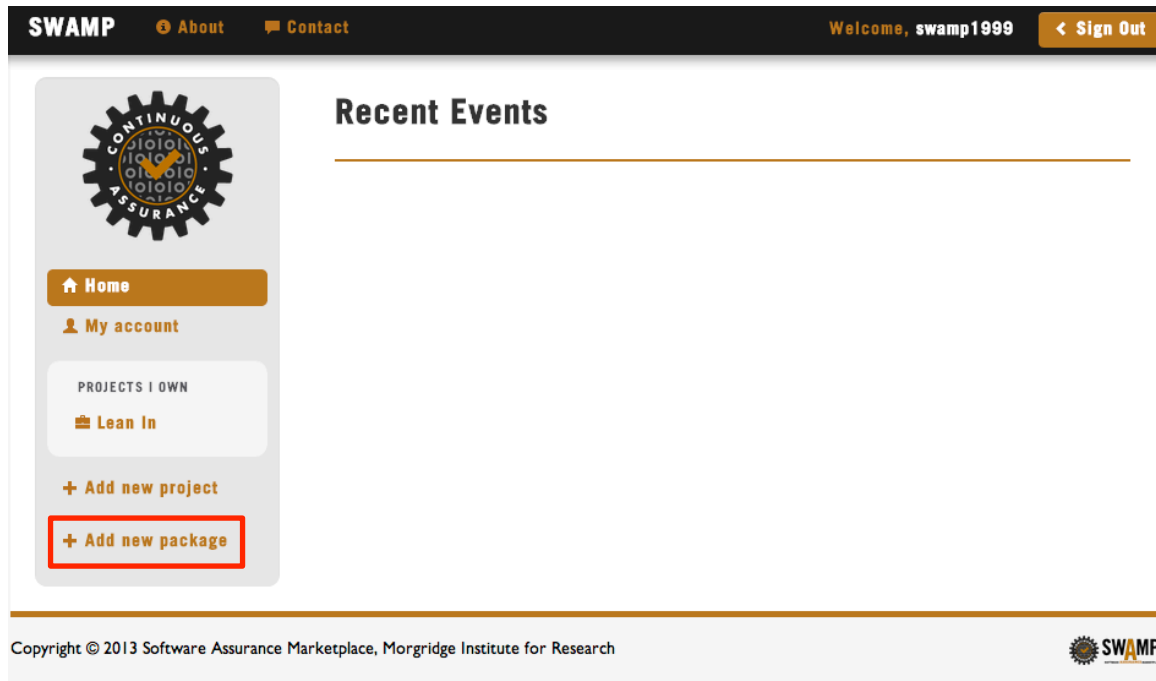 SWAMP About Contact Welcome, swamp1999 Sign Out
CONTINUOUS
ASSURANCE
Recent Events
Home
My account
PROJECTS I OWN
Lean In
+ Add new project
+ Add new package
Copyright © 2013 Software Assurance Marketplace, Morgridge Institute for Research
SWAMP